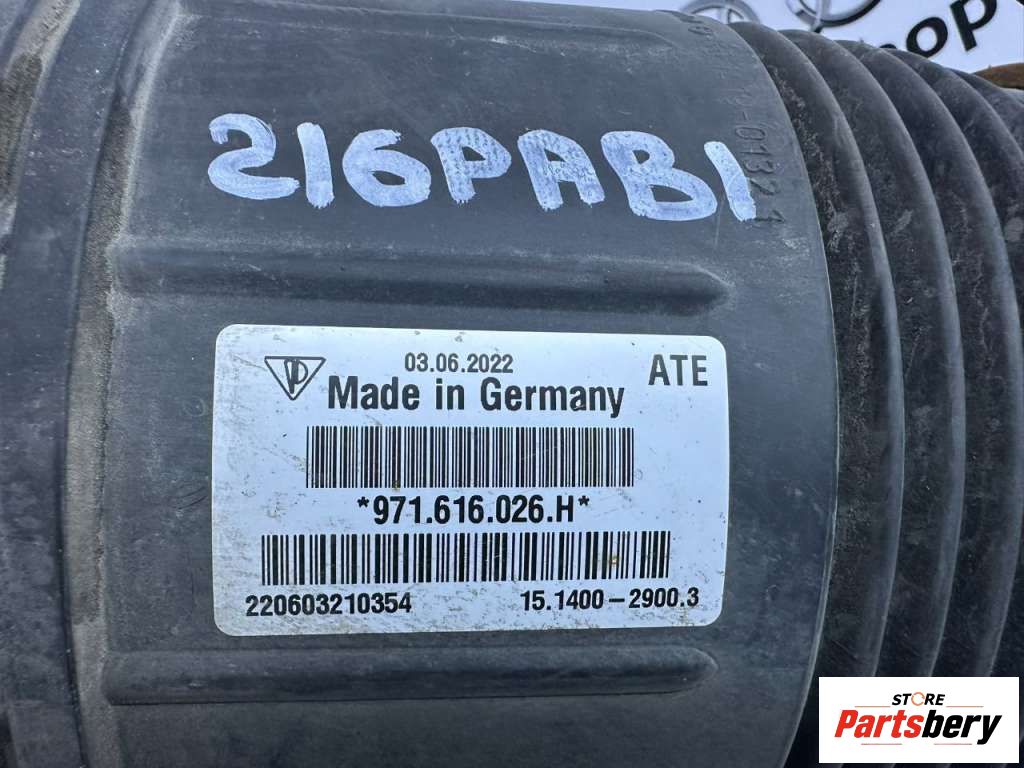 216PAB1
03.06.2022
ATE
Made in Germany
*971.616.026.H*
220603210354
15.1400-2900.3
STORE
Partsbery